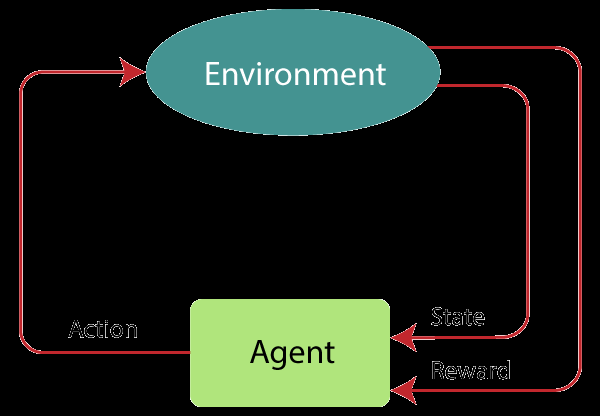 Environment
Action
Agent
State
Reward